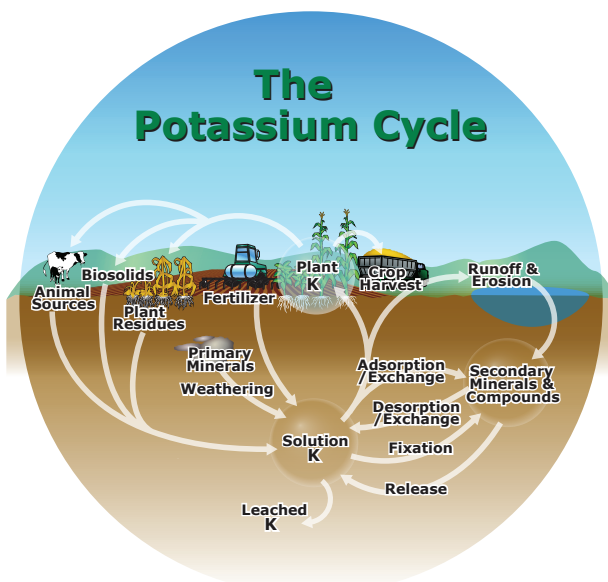 The
Potassium Cycle
Biosolids
Animal
Sources
Plant
Residues
Fertilizer
Plant
K
Crop
Harvest
Runoff &
Erosion
Primary
Minerals
Weathering
Adsorption
/Exchange
Secondary
Minerals &
Compounds
Desorption
/Exchange
Solution
K
Fixation
Release
Leached
K